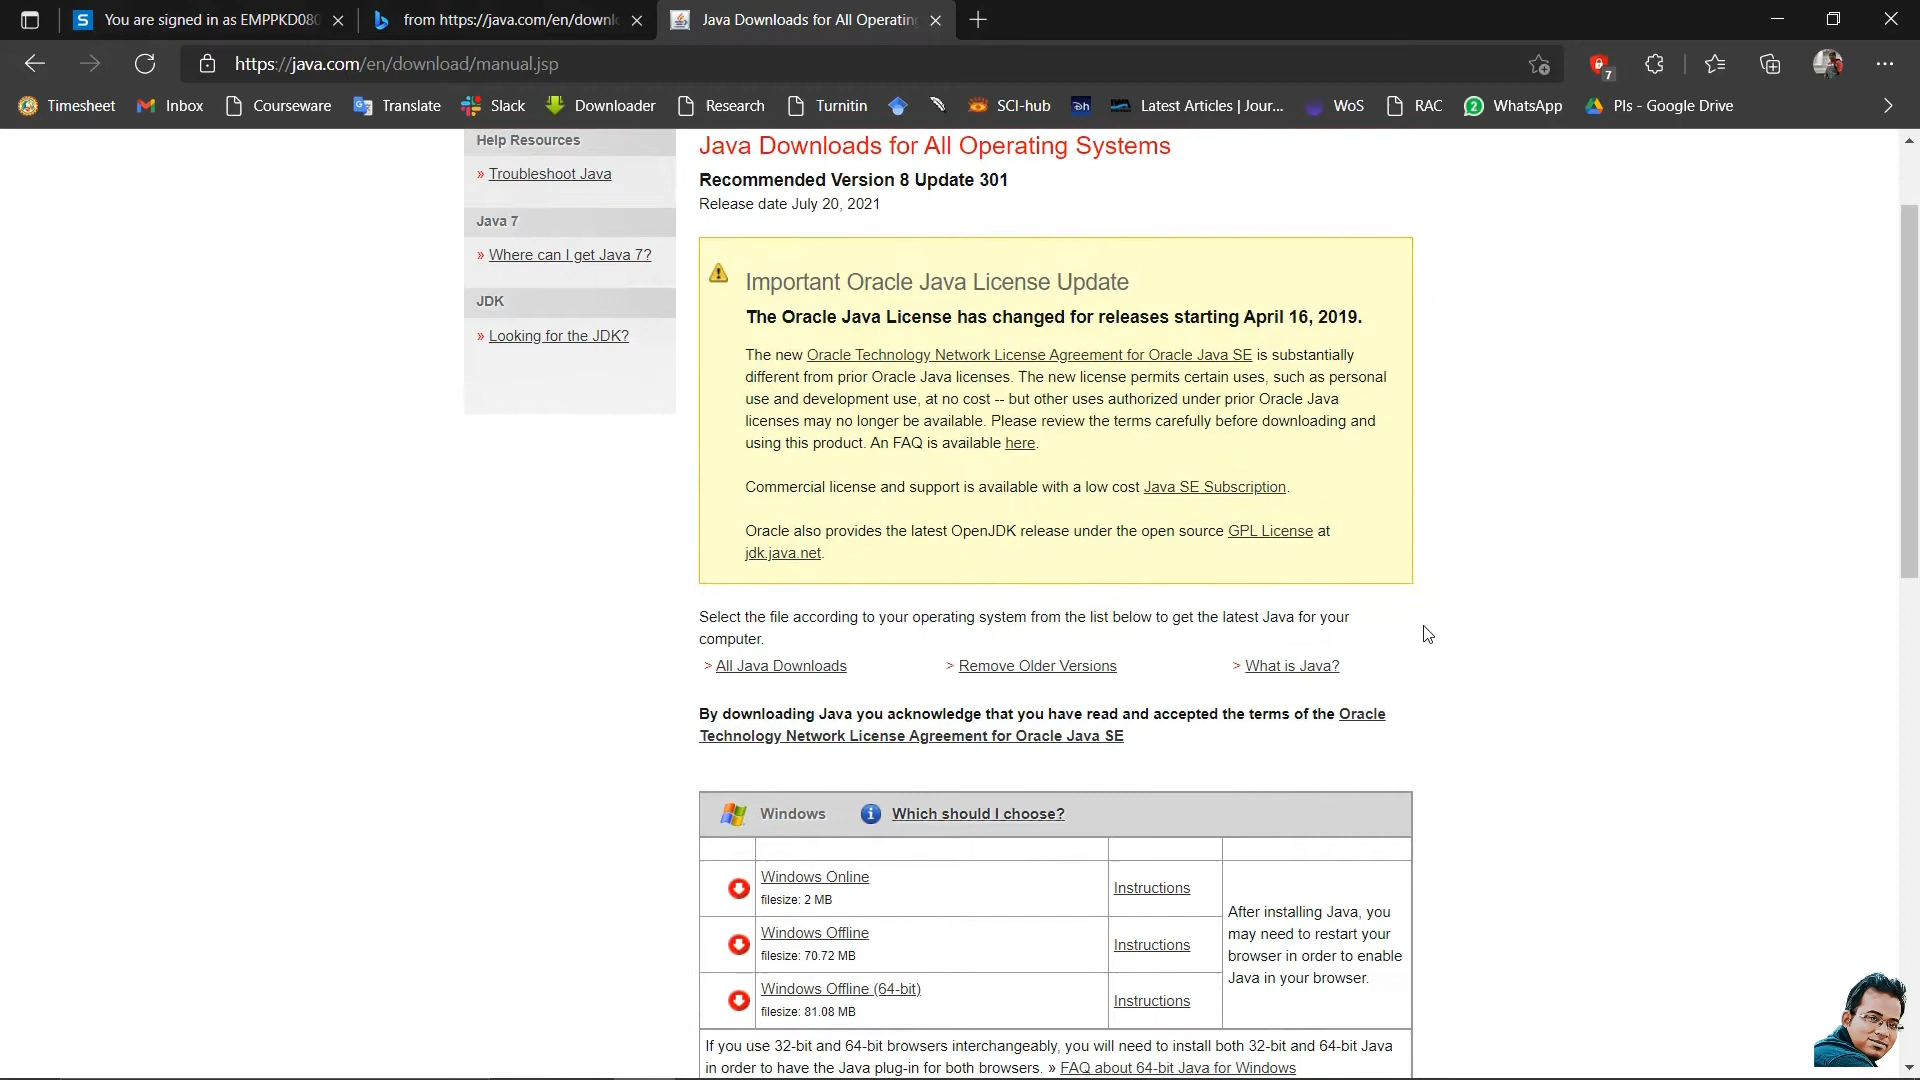 You are signed in as EMPPKD080
from https://java.com/en/downl
Java Downloads for All Operatin
https://java.com/en/download/manual.jsp
7
Timesheet
Inbox
Courseware
Translate
Slack
Downloader
Research
Turnitin
SCI-hub
Latest Articles | Jour...
WoS
RAC
WhatsApp
PIs - Google Drive
Help Resources
» Troubleshoot Java
Java 7
» Where can I get Java 7?
JDK
» Looking for the JDK?
Java Downloads for All Operating Systems
Recommended Version 8 Update 301
Release date July 20, 2021
Important Oracle Java License Update
The Oracle Java License has changed for releases starting April 16, 2019.
The new Oracle Technology Network License Agreement for Oracle Java SE is substantially
different from prior Oracle Java licenses. The new license permits certain uses, such as personal
use and development use, at no cost -- but other uses authorized under prior Oracle Java
licenses may no longer be available. Please review the terms carefully before downloading and
using this product. An FAQ is available here.
Commercial license and support is available with a low cost Java SE Subscription.
Oracle also provides the latest OpenJDK release under the open source GPL License at
jdk.java.net.
Select the file according to your operating system from the list below to get the latest Java for your
computer.
> All Java Downloads
> Remove Older Versions
> What is Java?
By downloading Java you acknowledge that you have read and accepted the terms of the Oracle
Technology Network License Agreement for Oracle Java SE
Windows
Which should I choose?
Windows Online
filesize: 2 MB
Instructions
Windows Offline
filesize: 70.72 MB
Instructions
Windows Offline (64-bit)
filesize: 81.08 MB
Instructions
After installing Java, you
may need to restart your
browser in order to enable
Java in your browser.
If you use 32-bit and 64-bit browsers interchangeably, you will need to install both 32-bit and 64-bit Java
in order to have the Java plug-in for both browsers. » FAQ about 64-bit Java for Windows